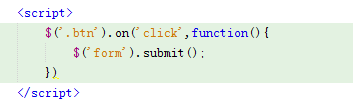 <script>
$('.btn').on('click',function(){
$('form').submit();
})
</script>